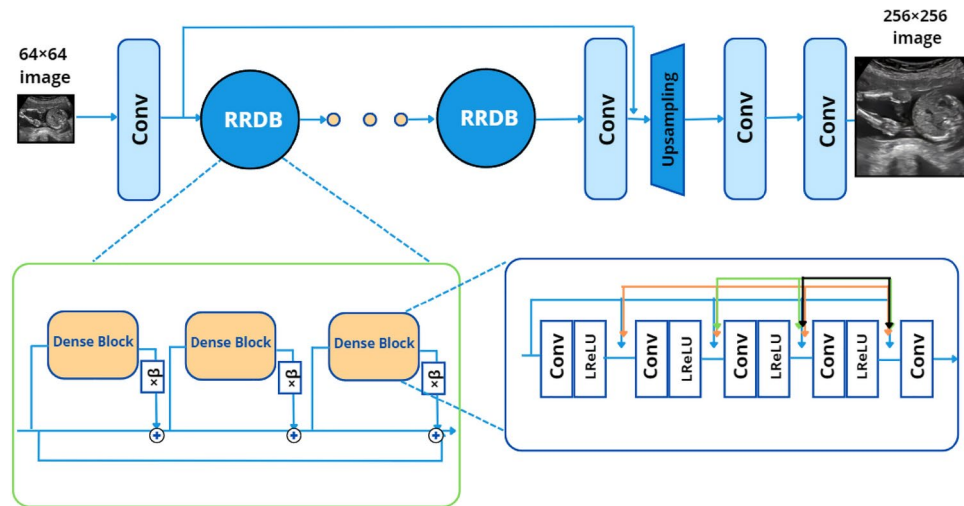 64×64
image
256×256
image
Conv
RRDB
RRDB
Conv
Upsampling
Conv
Conv
Dense Block
×β
Dense Block
×β
Dense Block
×β
Conv
LReLU
Conv
LReLU
Conv
LReLU
Conv
LReLU
Conv